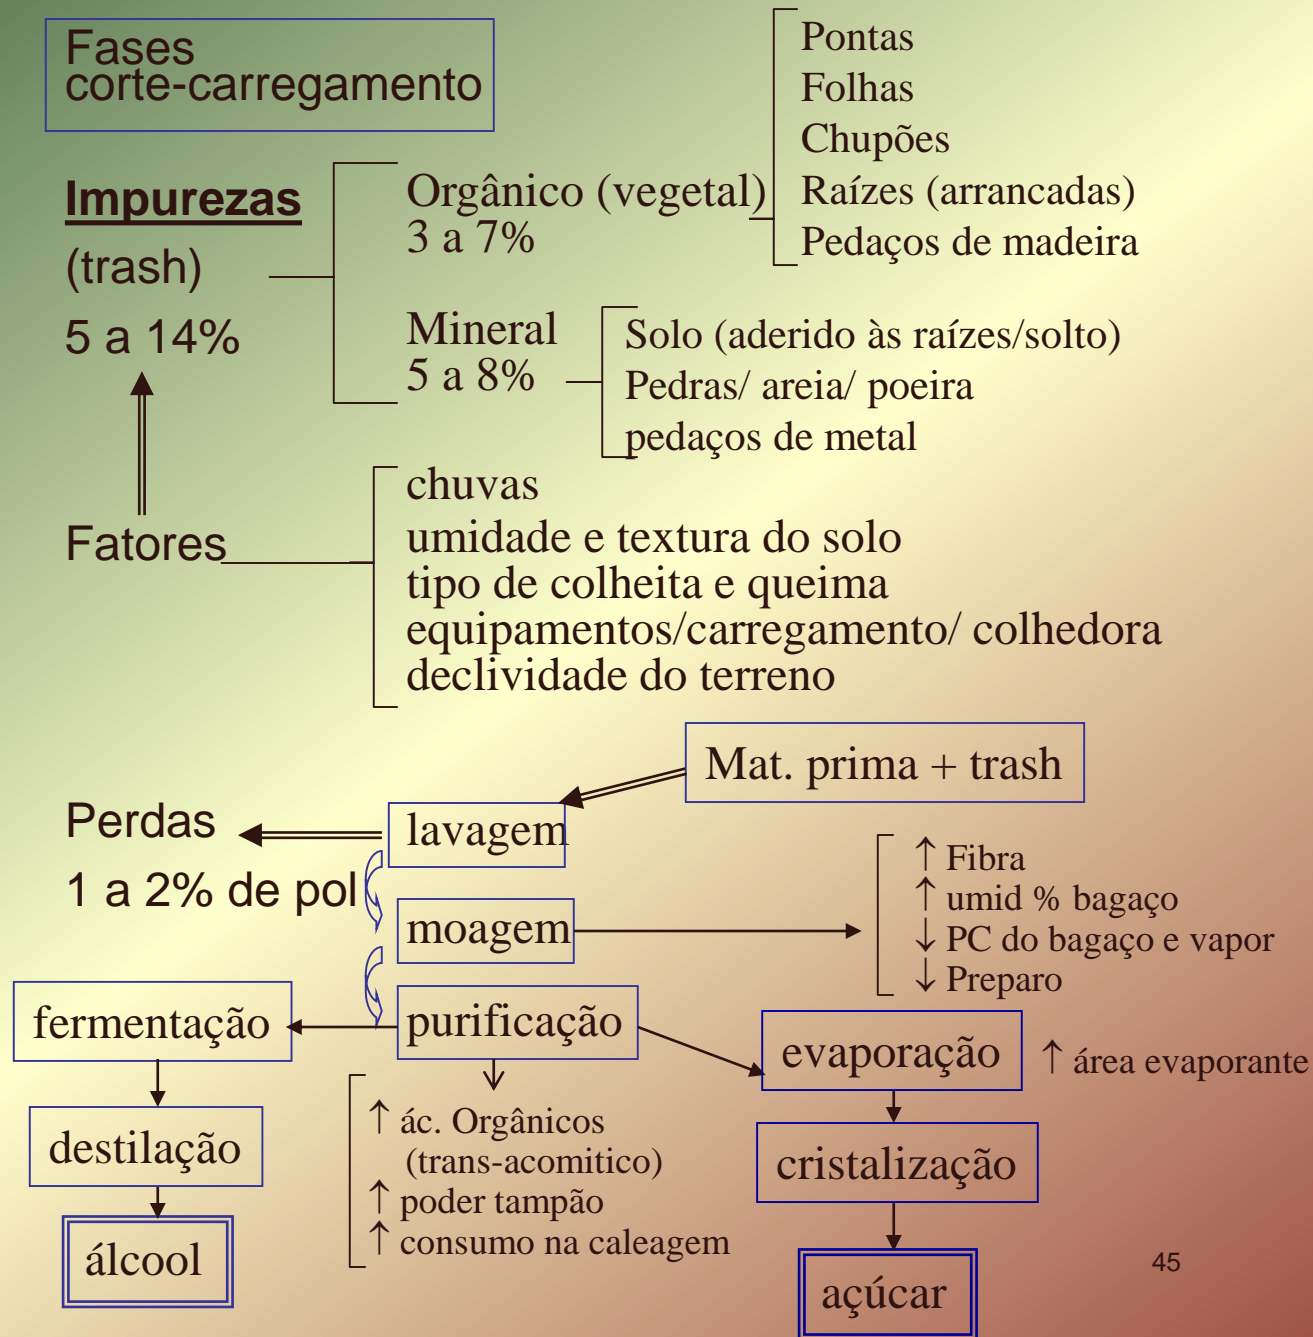 Fases
corte-carregamento
Impurezas
(trash)
5 a 14%
Orgânico (vegetal)
3 a 7%
Pontas
Folhas
Chupões
Raízes (arrancadas)
Pedaços de madeira
Mineral
5 a 8%
Solo (aderido às raízes/solto)
Pedras/ areia/ poeira
pedaços de metal
Fatores
chuvas
umidade e textura do solo
tipo de colheita e queima
equipamentos/carregamento/ colhedora
declividade do terreno
Mat. prima + trash
lavagem
Perdas
1 a 2% de pol
moagem
↑ Fibra
↑ umid % bagaço
↓ PC do bagaço e vapor
↓ Preparo
purificação
fermentação
destilação
álcool
↑ ác. Orgânicos
(trans-acomitico)
↑ poder tampão
↑ consumo na caleagem
evaporação
↑ área evaporante
cristalização
açúcar
45